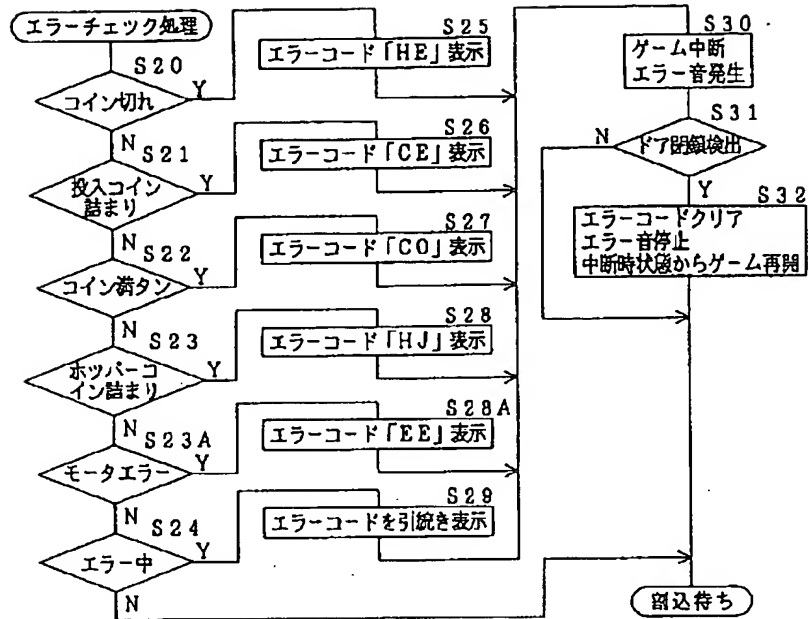 エラーチェック処理
S20
コイン切れ
Y
N
S21
投入コイン
詰まり
Y
N
S22
コイン満タン
Y
N
S23
ホッパーコ
イン詰まり
Y
N
S23A
モータエラー
Y
N
S24
エラー中
Y
N
S25
エラーコード「HE」表示
S26
エラーコード「CE」表示
S27
エラーコード「CO」表示
S28
エラーコード「HJ」表示
S28A
エラーコード「EE」表示
S29
エラーコードを引続き表示
S30
ゲーム中断
エラー音発生
S31
N
ドア閉鎖検出
Y
S32
エラーコードクリア
エラー音停止
中断時状態からゲーム再開
割込待ち